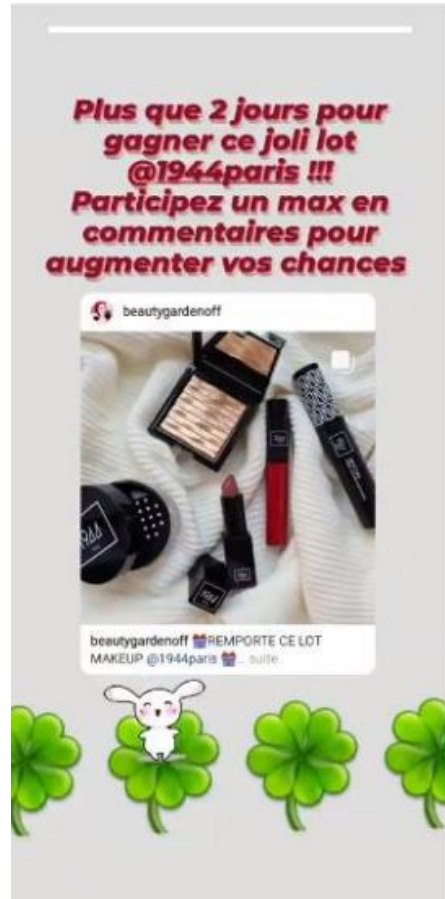 Plus que 2 jours pour
gagner ce joli lot
@1944paris !!!
Participez un max en
commentaires pour
augmenter vos chances
beautygardenoff
1944
beautygardenoff REMPORTE CE LOT
MAKEUP @1944paris .. suite